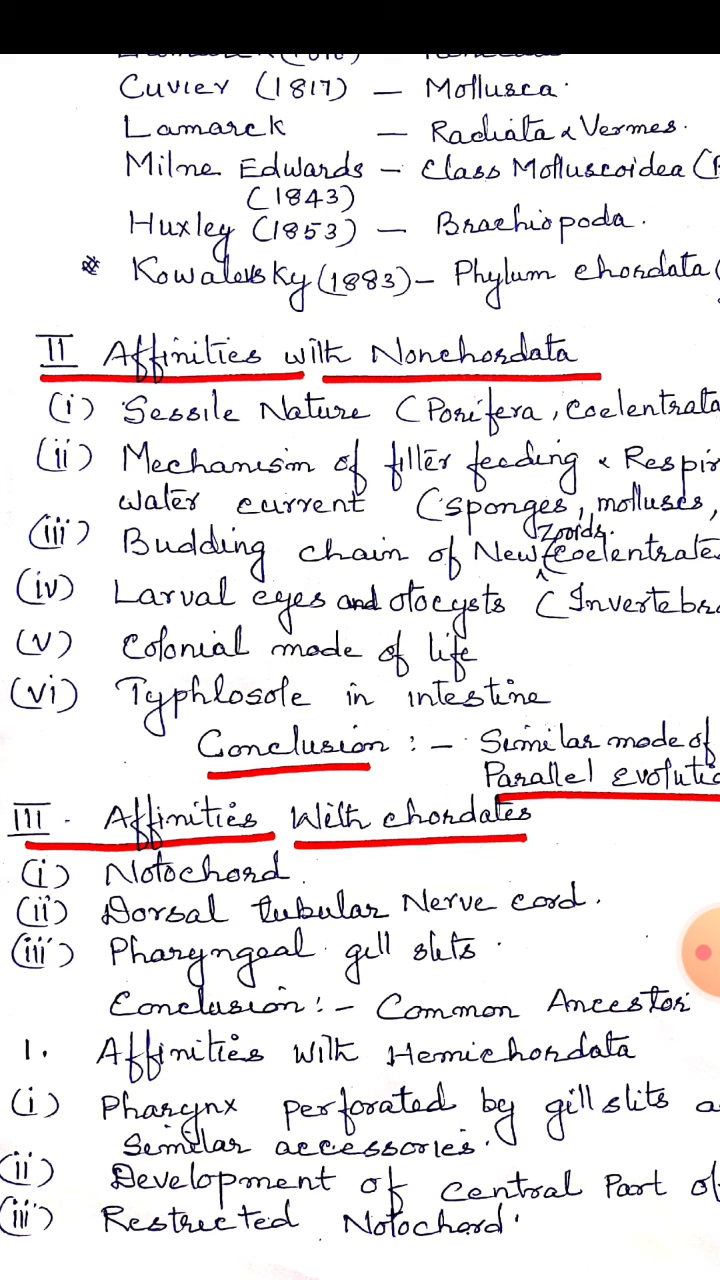 Cuvier (1817) – Mollusca.
Lamarck – Radiata & Vermes.
Milne Edwards – Class Molluscoidea (
(1843)
Huxley (1853) – Brachiopoda.
* Kowalevsky (1883) – Phylum chordata (
II Affinities with Nonchordata
(i) Sessile Nature (Porifera, Coelentrata
(ii) Mechanism of filter feeding & Respir
water current (sponges, molluscs,
Zooids.
(iii) Budding chain of New (Coelentrate
(iv) Larval eyes and otocysts (Invertebra
(v) Colonial mode of life
(vi) Typhlosole in intestine
Conclusion :- Similar mode of
Parallel evolutio
III. Affinities With chordates
(i) Notochord
(ii) Dorsal tubular Nerve cord.
(iii) Pharyngeal gill slits.
Conclusion :- Common Ancestor
1. Affinities with Hemichordata
(i) Pharynx perforated by gill slits a
Similar accessories.
(ii) Development of central Part of
(iii) Restricted Notochord.